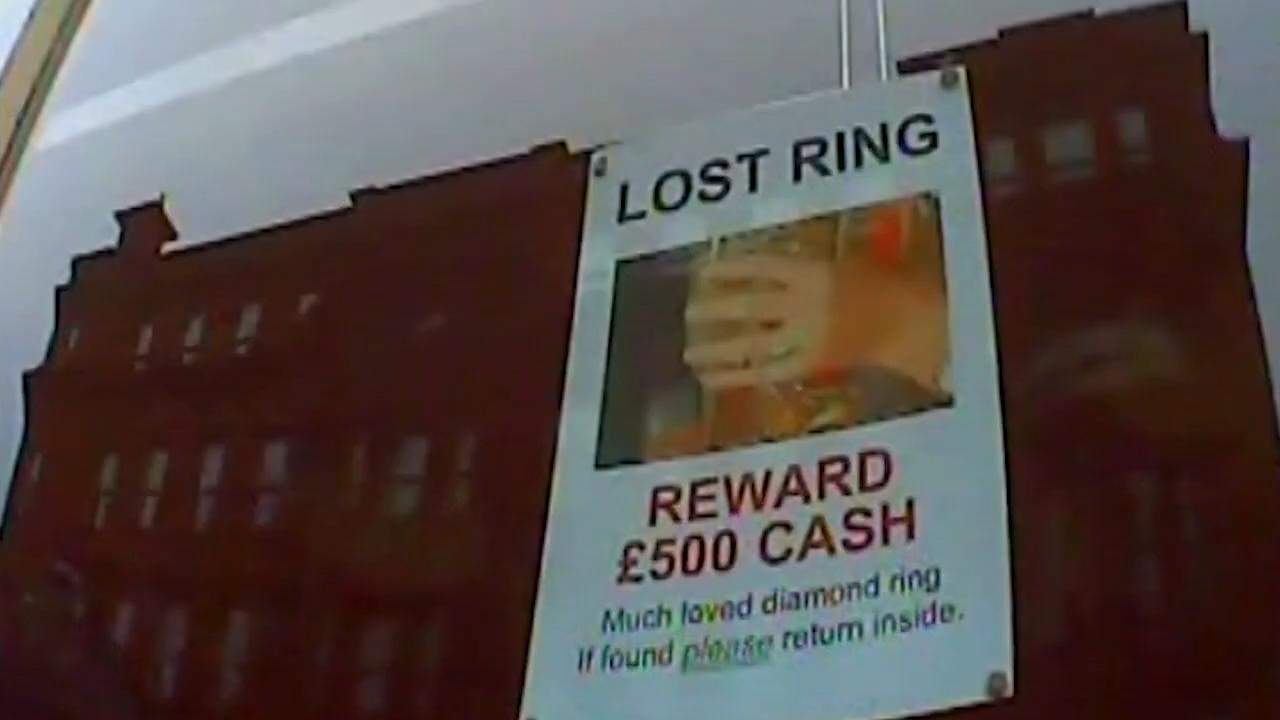 LOST RING
REWARD
£500 CASH
Much loved diamond ring
If found please return inside.